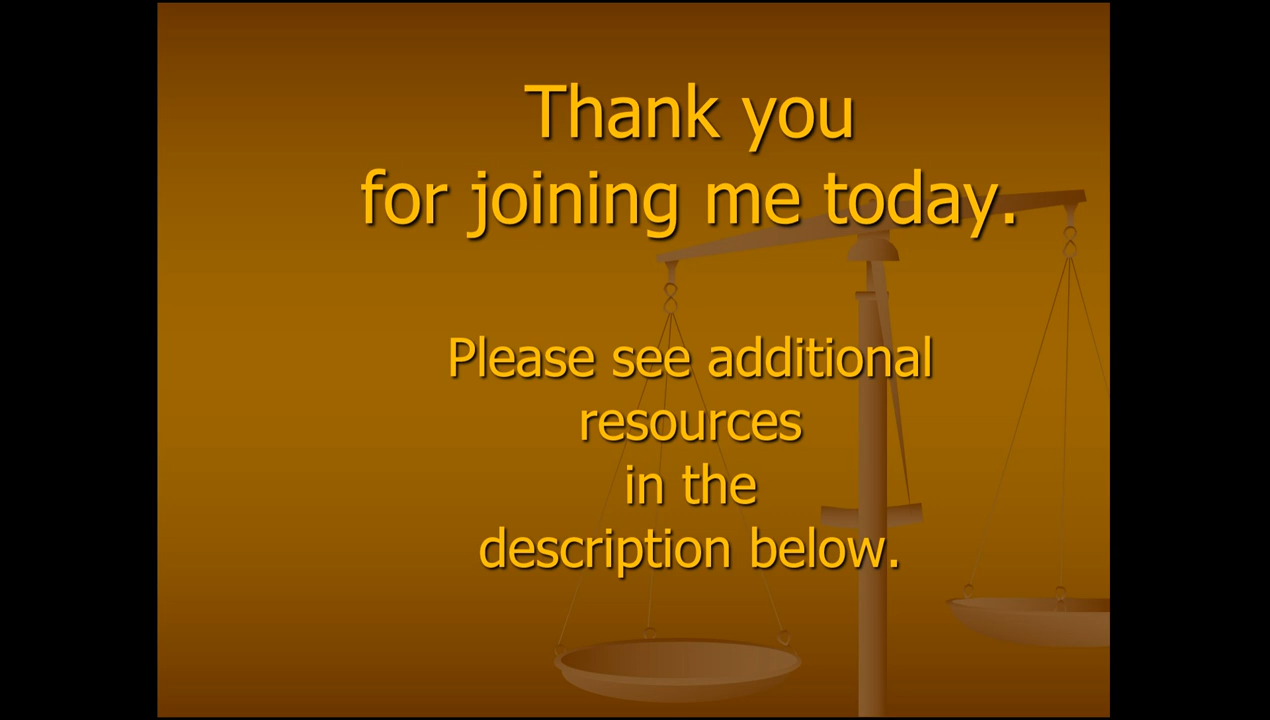 Thank you
for joining me today.
Please see additional
resources
in the
description below.